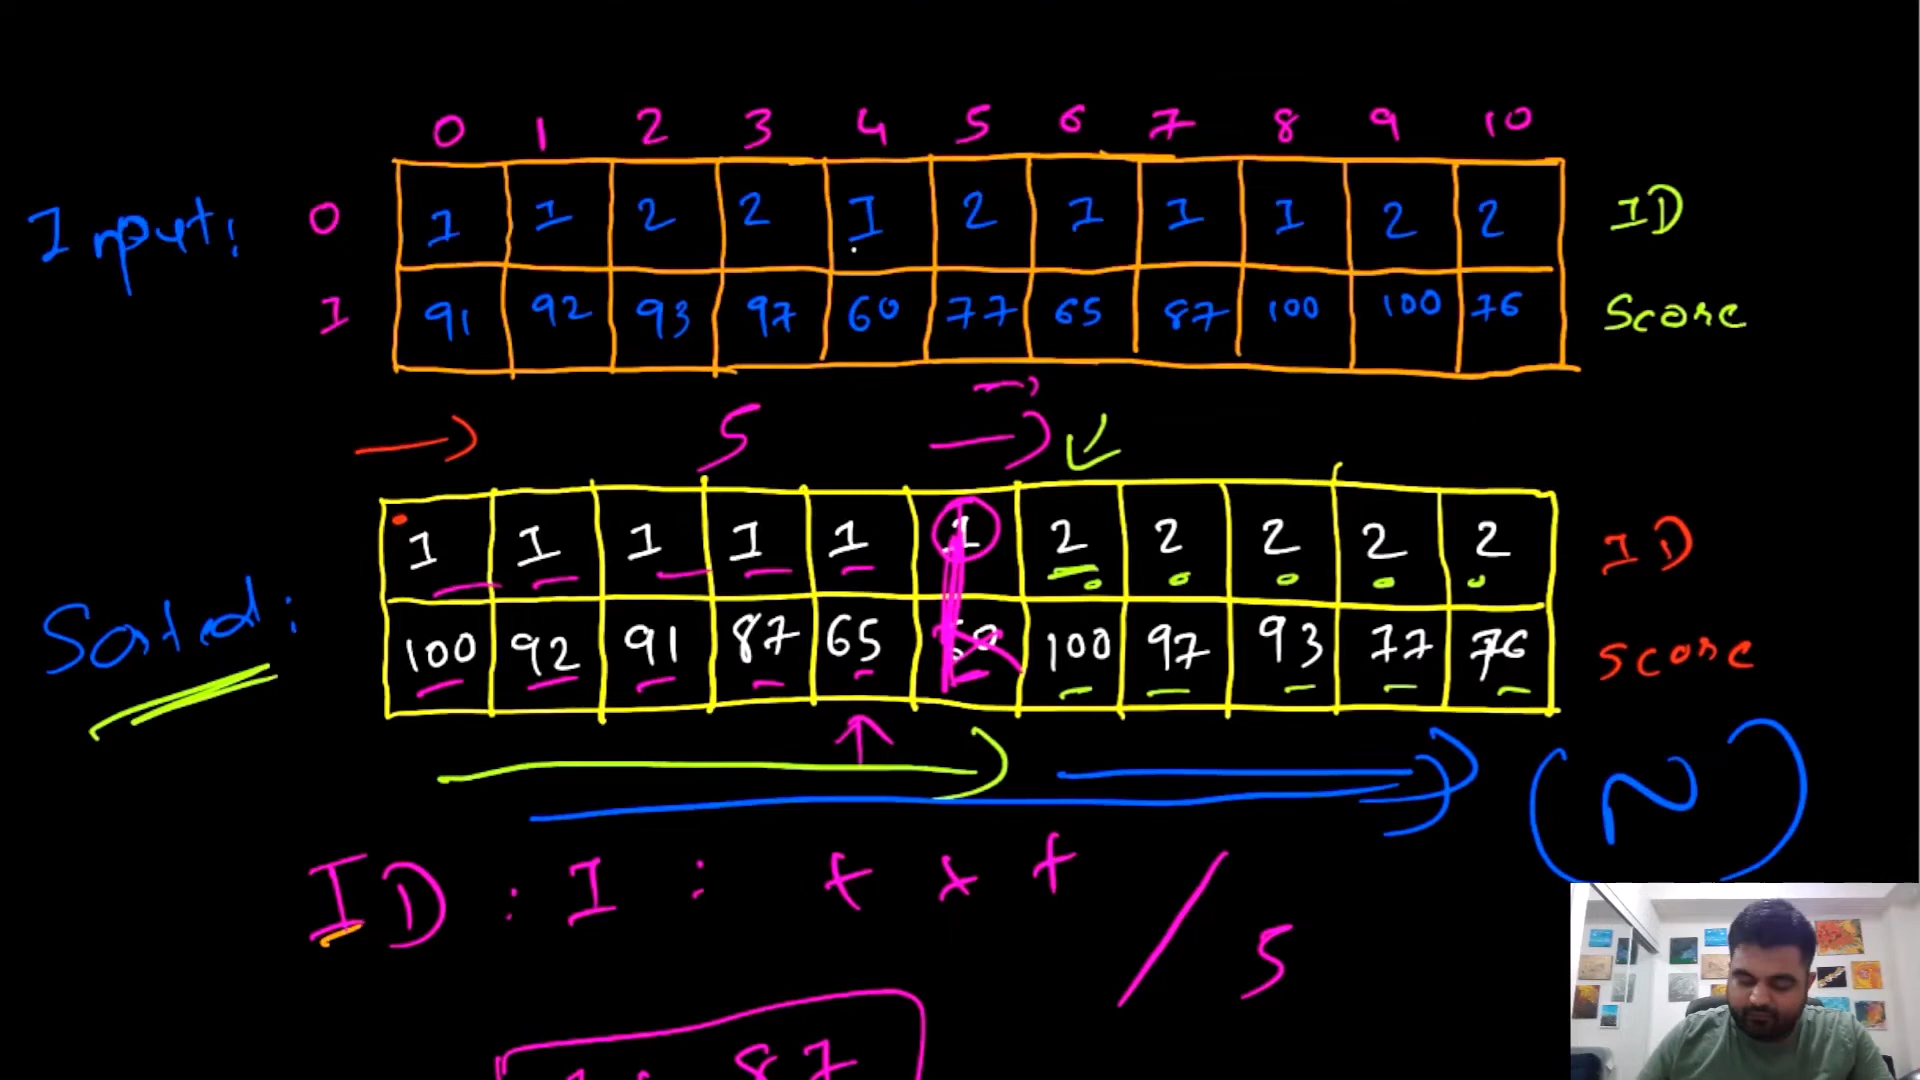 0 1 2 3 4 5 6 7 8 9 10
Input: 0 1 1 2 2 1 2 1 1 1 2 2 ID
1 91 92 93 97 60 77 65 87 100 100 76 Score
5
1 1 1 1 1 1 2 2 2 2 2 ID
Sorted: 100 92 91 87 65 60 100 97 93 77 76 score
(N)
ID : 1 : + + + / 5
87